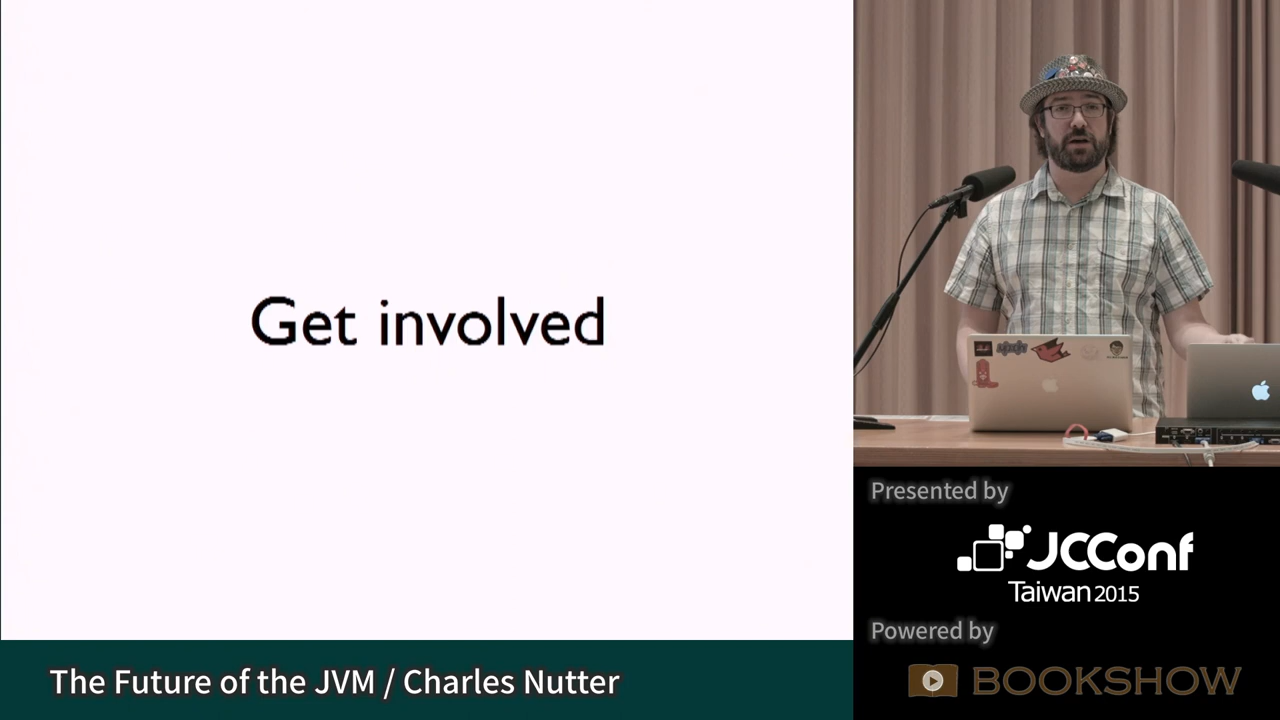 Get involved
Presented by
JCConf
Taiwan 2015
Powered by
BOOKSHOW
The Future of the JVM / Charles Nutter